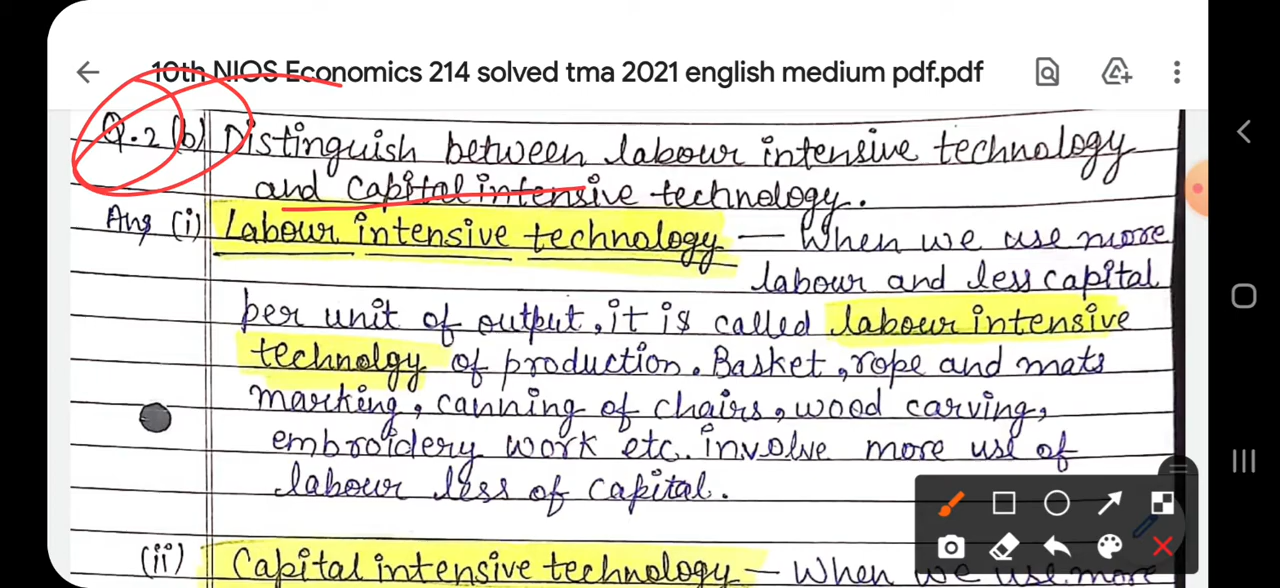 10th NIOS Economics 214 solved tma 2021 english medium pdf.pdf
Q.2 (b) Distinguish between labour intensive technology
and capital intensive technology.
Ans (i) Labour intensive technology — When we use more
labour and less capital
per unit of output, it is called labour intensive
technolgy of production. Basket, rope and mats
marking, canning of chairs, wood carving,
embroidery work etc. involve more use of
labour less of capital.
(ii) Capital intensive technology — When we use more